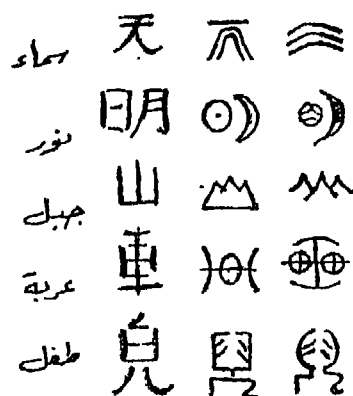 سماء 天
نور 明
جبل 山
عربة 車
طفل 兒